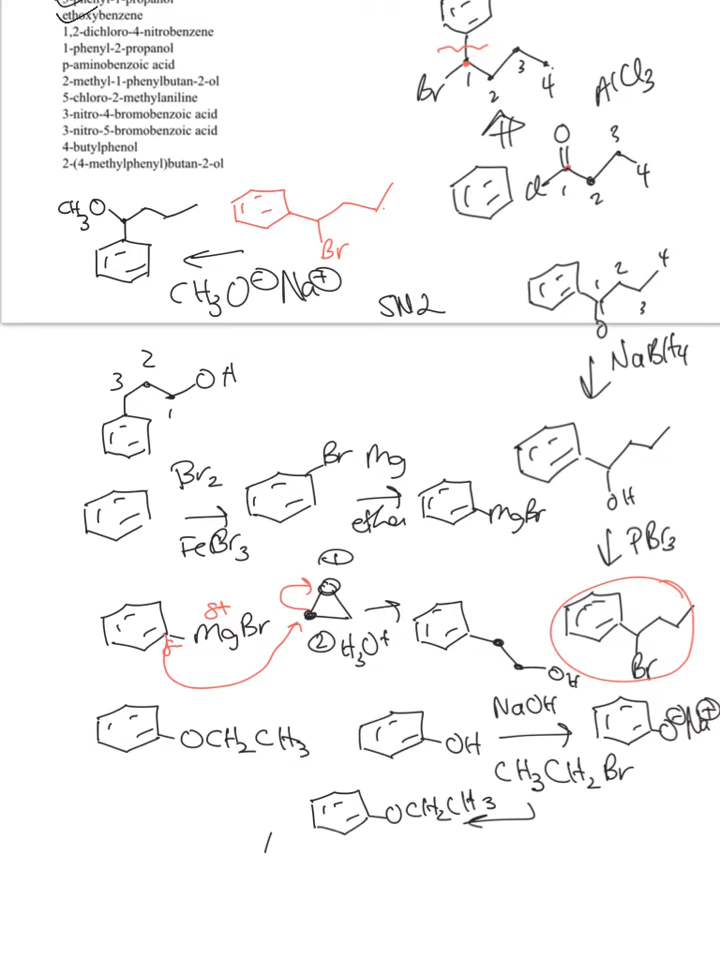 3-phenyl-1-propanol
ethoxybenzene
1,2-dichloro-4-nitrobenzene
1-phenyl-2-propanol
p-aminobenzoic acid
2-methyl-1-phenylbutan-2-ol
5-chloro-2-methylaniline
3-nitro-4-bromobenzoic acid
3-nitro-5-bromobenzoic acid
4-butylphenol
2-(4-methylphenyl)butan-2-ol
Br 1 2 3 4
AlCl3
O
Cl 1 2 3 4
CH3O
Br
CH3O⊖Na⊕
SN2
1 2 3 4
O
NaBH4
3 2 1 OH
OH
Br2
FeBr3
Br
Mg
ether
MgBr
PBr3
①
δ-
δ+
MgBr
② H3O+
OH
Br
OCH2CH3
OH
NaOH
CH3CH2Br
O⊖Na⊕
OCH2CH3